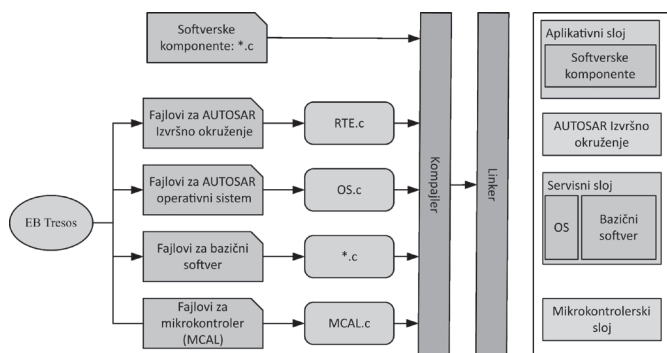 Softverske
komponente: *.c
Fajlovi za AUTOSAR
Izvršno okruženje
RTE.c
Fajlovi za AUTOSAR
operativni sistem
OS.c
EB Tresos
Fajlovi za bazični
softver
*.c
Fajlovi za
mikrokontroler
(MCAL)
MCAL.c
Kompajler
Linker
Aplikativni sloj
Softverske
komponente
AUTOSAR Izvršno
okruženje
Servisni sloj
OS
Bazični
softver
Mikrokontrolerski
sloj